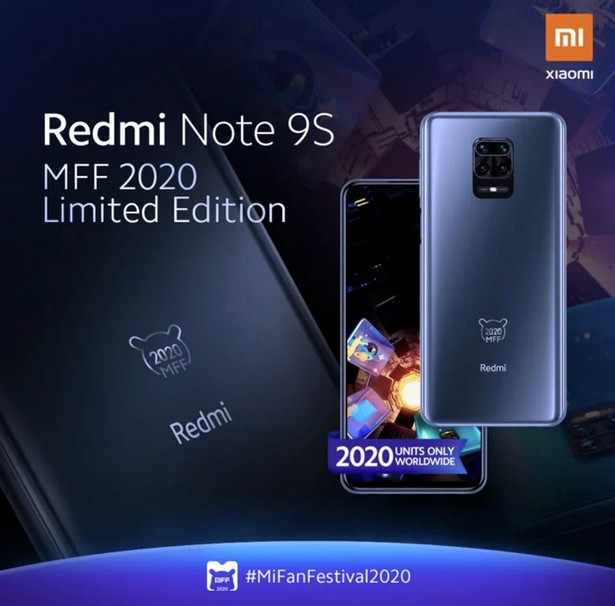 xiaomi
Redmi Note 9S
MFF 2020
Limited Edition
2020
MFF
Redmi
2020
MFF
Redmi
2020 UNITS ONLY
WORLDWIDE
MFF
2020
#MiFanFestival2020